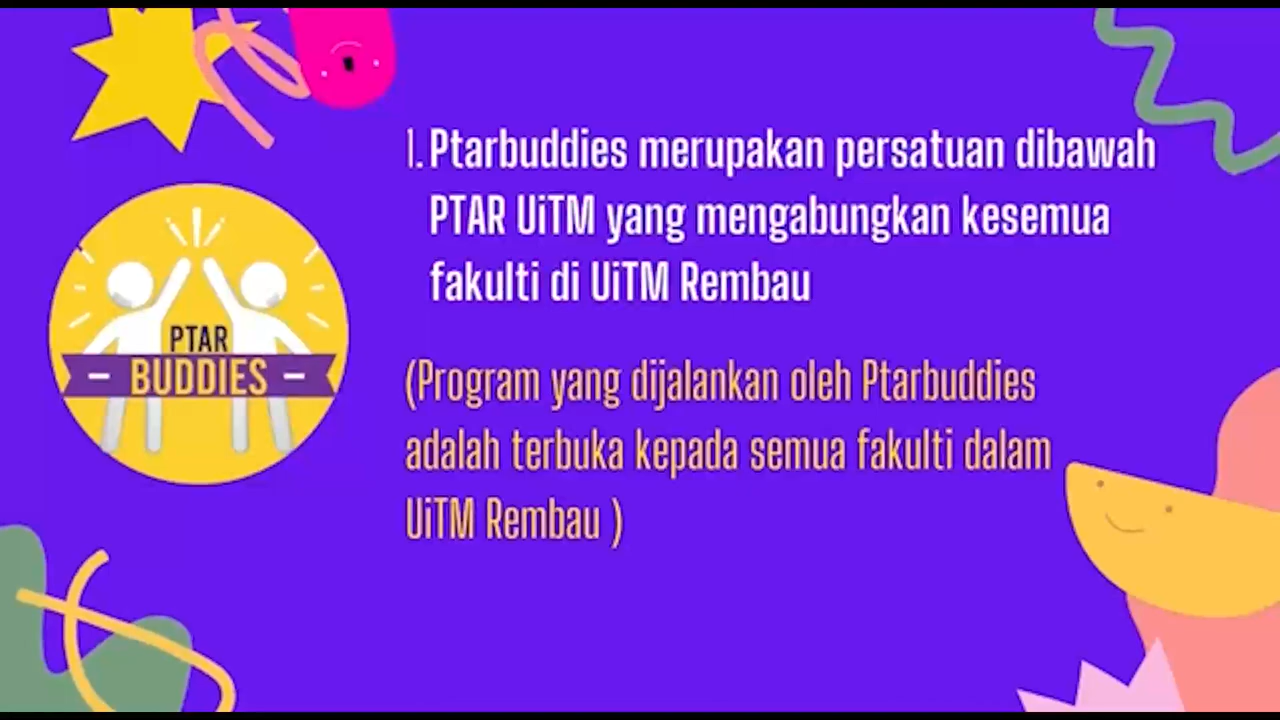 1. Ptarbuddies merupakan persatuan dibawah
PTAR UiTM yang mengabungkan kesemua
fakulti di UiTM Rembau
PTAR
- BUDDIES -
(Program yang dijalankan oleh Ptarbuddies
adalah terbuka kepada semua fakulti dalam
UiTM Rembau )